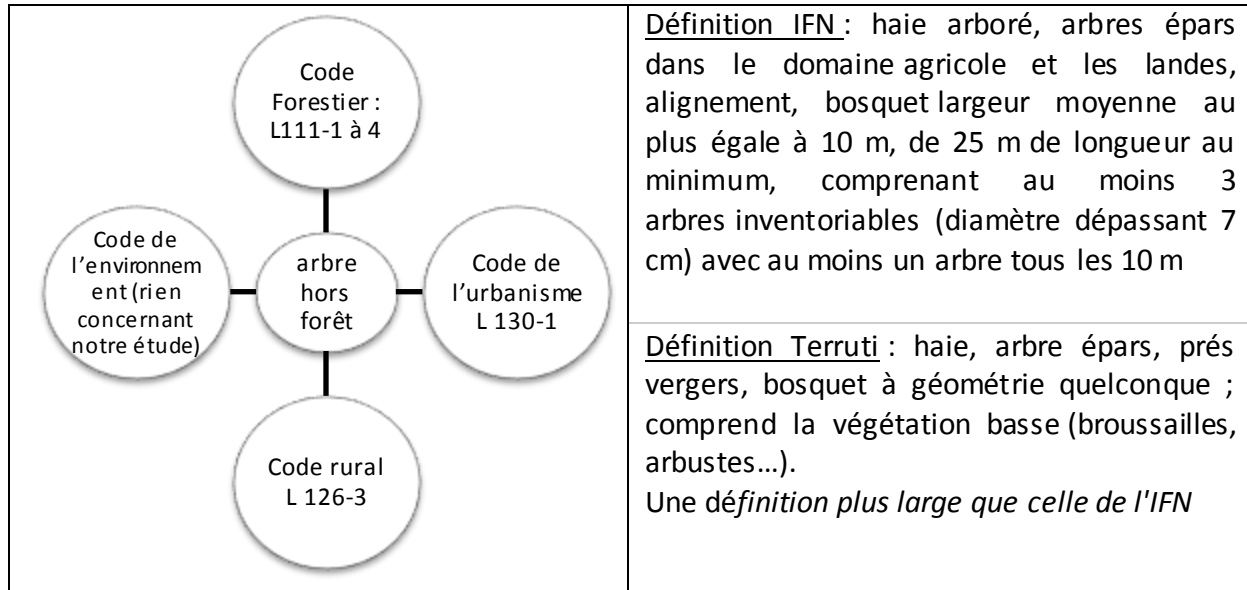 Code
Forestier :
L111-1 à 4
Code de
l'environnem
ent (rien
concernant
notre étude)
arbre
hors
forêt
Code de
l'urbanisme
L 130-1
Code rural
L 126-3
Définition IFN : haie arboré, arbres épars
dans le domaine agricole et les landes,
alignement, bosquet largeur moyenne au
plus égale à 10 m, de 25 m de longueur au
minimum, comprenant au moins 3
arbres inventoriables (diamètre dépassant 7
cm) avec au moins un arbre tous les 10 m
Définition Terruti : haie, arbre épars, prés
vergers, bosquet à géométrie quelconque ;
comprend la végétation basse (broussailles,
arbustes…).
Une définition plus large que celle de l'IFN